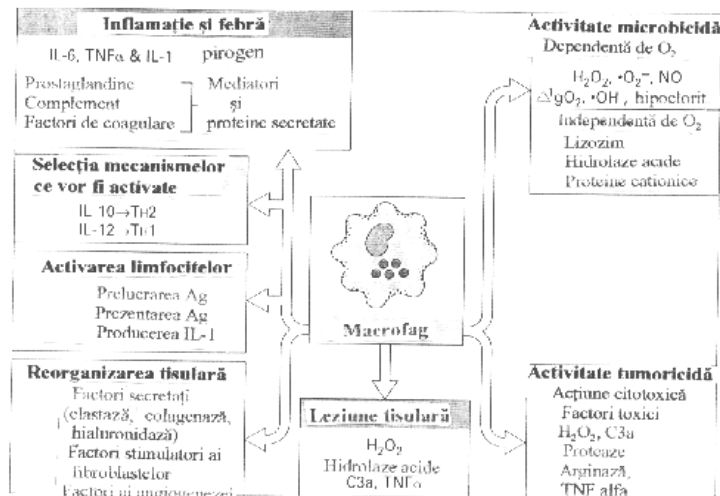 Inflamație și febră
IL-6, TNFα & IL-1 pirogen
Prostaglandine
Complement
Factori de coagulare
Mediatori
și
proteine secretate
Selecția mecanismelor
ce vor fi activate
IL 10→TH2
IL-12→TH1
Activarea limfocitelor
Prelucrarea Ag
Prezentarea Ag
Producerea IL-1
Reorganizarea tisulară
Factori secretați
(elastază, colagenază,
hialuronidază)
Factori stimulatori ai
fibroblastelor
Factori ai angiogenezei
Macrofag
Leziune tisulară
H₂O₂
Hidrolaze acide
C3a, TNFα
Activitate microbicidă
Dependentă de O₂
H₂O₂, •O₂⁻, NO
Δ¹gO₂, •OH, hipoclorit
Independentă de O₂
Lizozim
Hidrolaze acide
Proteine cationice
Activitate tumoricidă
Acțiune citotoxică
Factori toxici
H₂O₂, C3a
Proteaze
Arginază,
TNF alfa